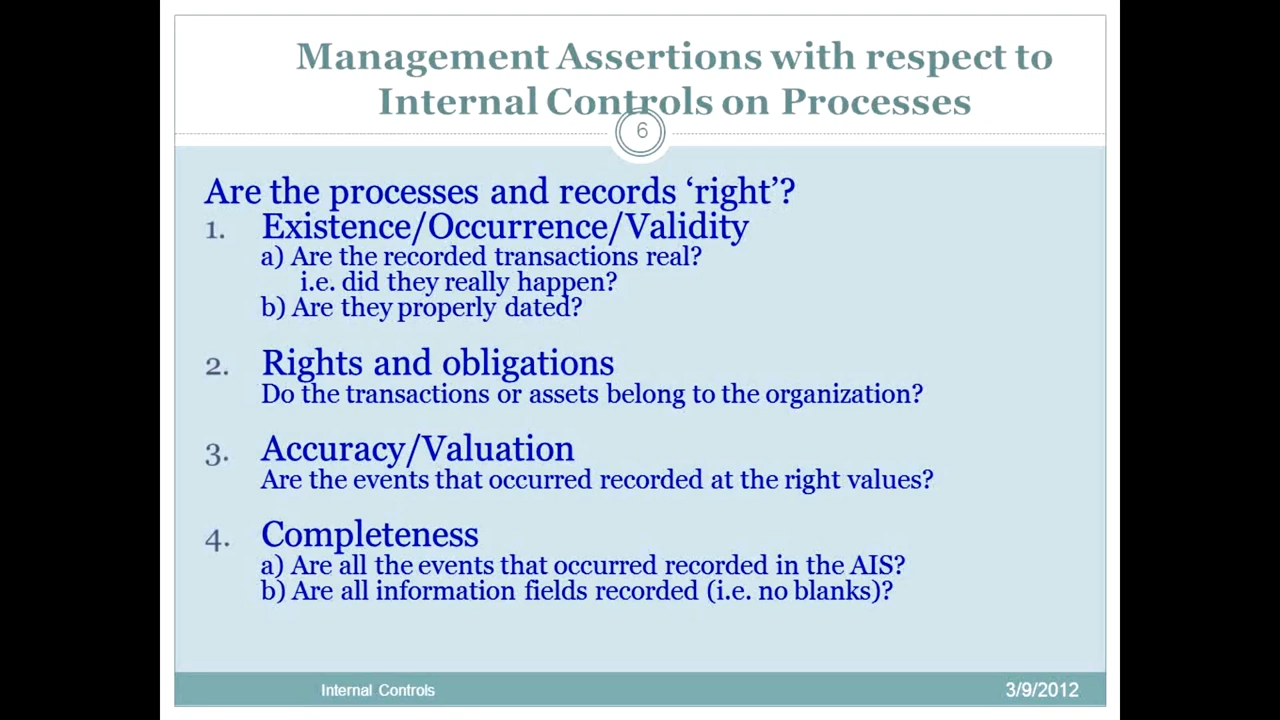 Management Assertions with respect to
Internal Controls on Processes
6
Are the processes and records ‘right’?
1. Existence/Occurrence/Validity
a) Are the recorded transactions real?
i.e. did they really happen?
b) Are they properly dated?
2. Rights and obligations
Do the transactions or assets belong to the organization?
3. Accuracy/Valuation
Are the events that occurred recorded at the right values?
4. Completeness
a) Are all the events that occurred recorded in the AIS?
b) Are all information fields recorded (i.e. no blanks)?
Internal Controls
3/9/2012